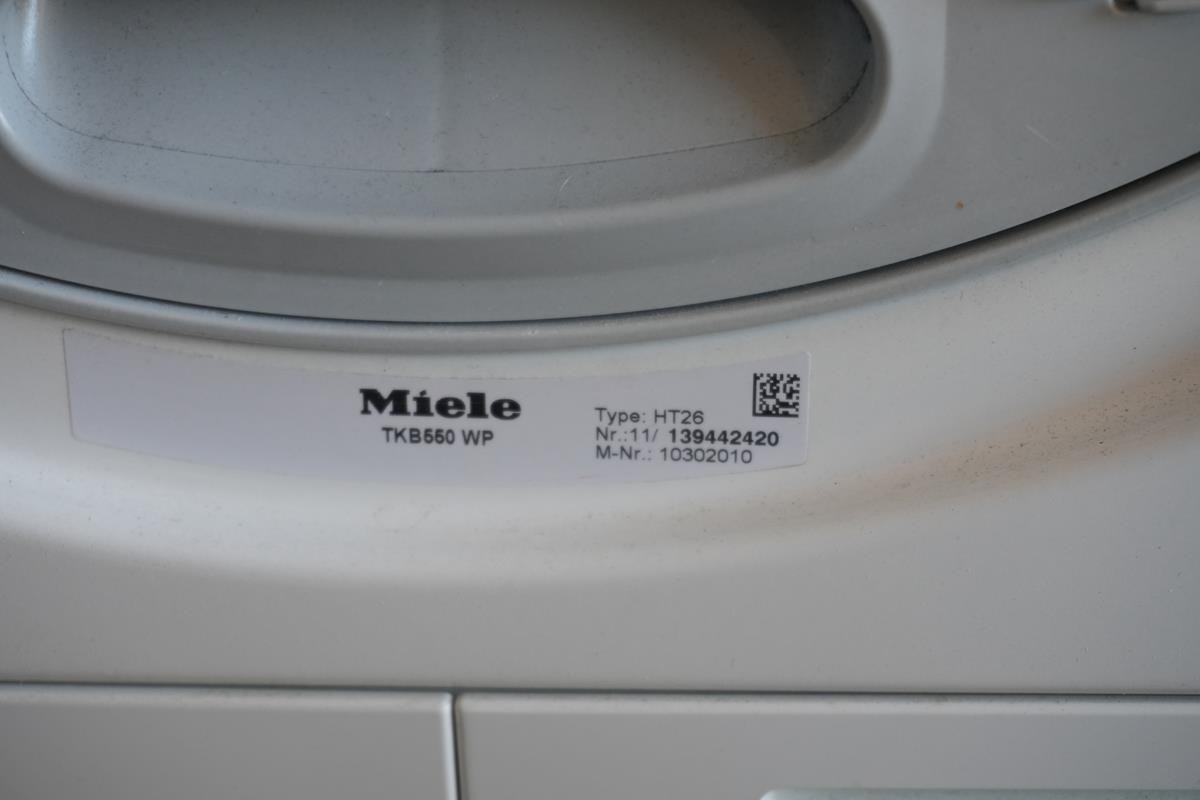 Miele
TKB550 WP
Type: HT26
Nr.:11/ 139442420
M-Nr.: 10302010